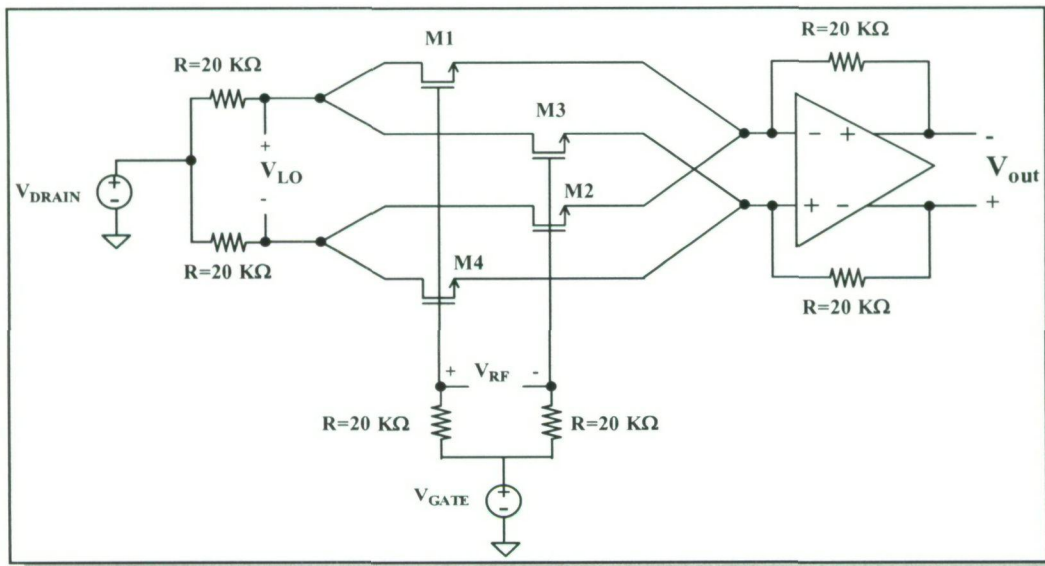 M1
R=20 KΩ
R=20 KΩ
M3
+
V_LO
-
M2
- +
+ -
-
V_out
+
V_DRAIN
+
-
R=20 KΩ
M4
R=20 KΩ
+ V_RF -
R=20 KΩ
R=20 KΩ
V_GATE
+
-